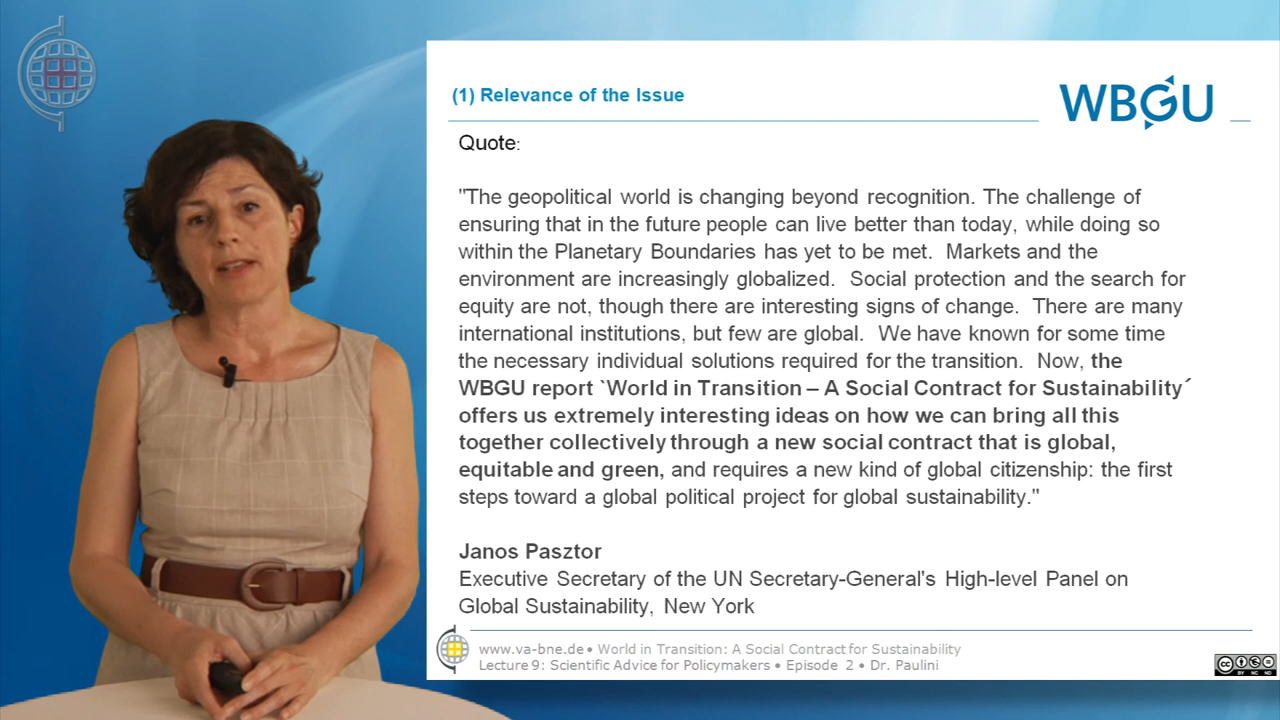 (1) Relevance of the Issue
WBGU
Quote:
"The geopolitical world is changing beyond recognition. The challenge of
ensuring that in the future people can live better than today, while doing so
within the Planetary Boundaries has yet to be met. Markets and the
environment are increasingly globalized. Social protection and the search for
equity are not, though there are interesting signs of change. There are many
international institutions, but few are global. We have known for some time
the necessary individual solutions required for the transition. Now, the
WBGU report `World in Transition – A Social Contract for Sustainability´
offers us extremely interesting ideas on how we can bring all this
together collectively through a new social contract that is global,
equitable and green, and requires a new kind of global citizenship: the first
steps toward a global political project for global sustainability."
Janos Pasztor
Executive Secretary of the UN Secretary-General's High-level Panel on
Global Sustainability, New York
www.va-bne.de • World in Transition: A Social Contract for Sustainability
Lecture 9: Scientific Advice for Policymakers • Episode 2 • Dr. Paulini
cc
BY NC ND